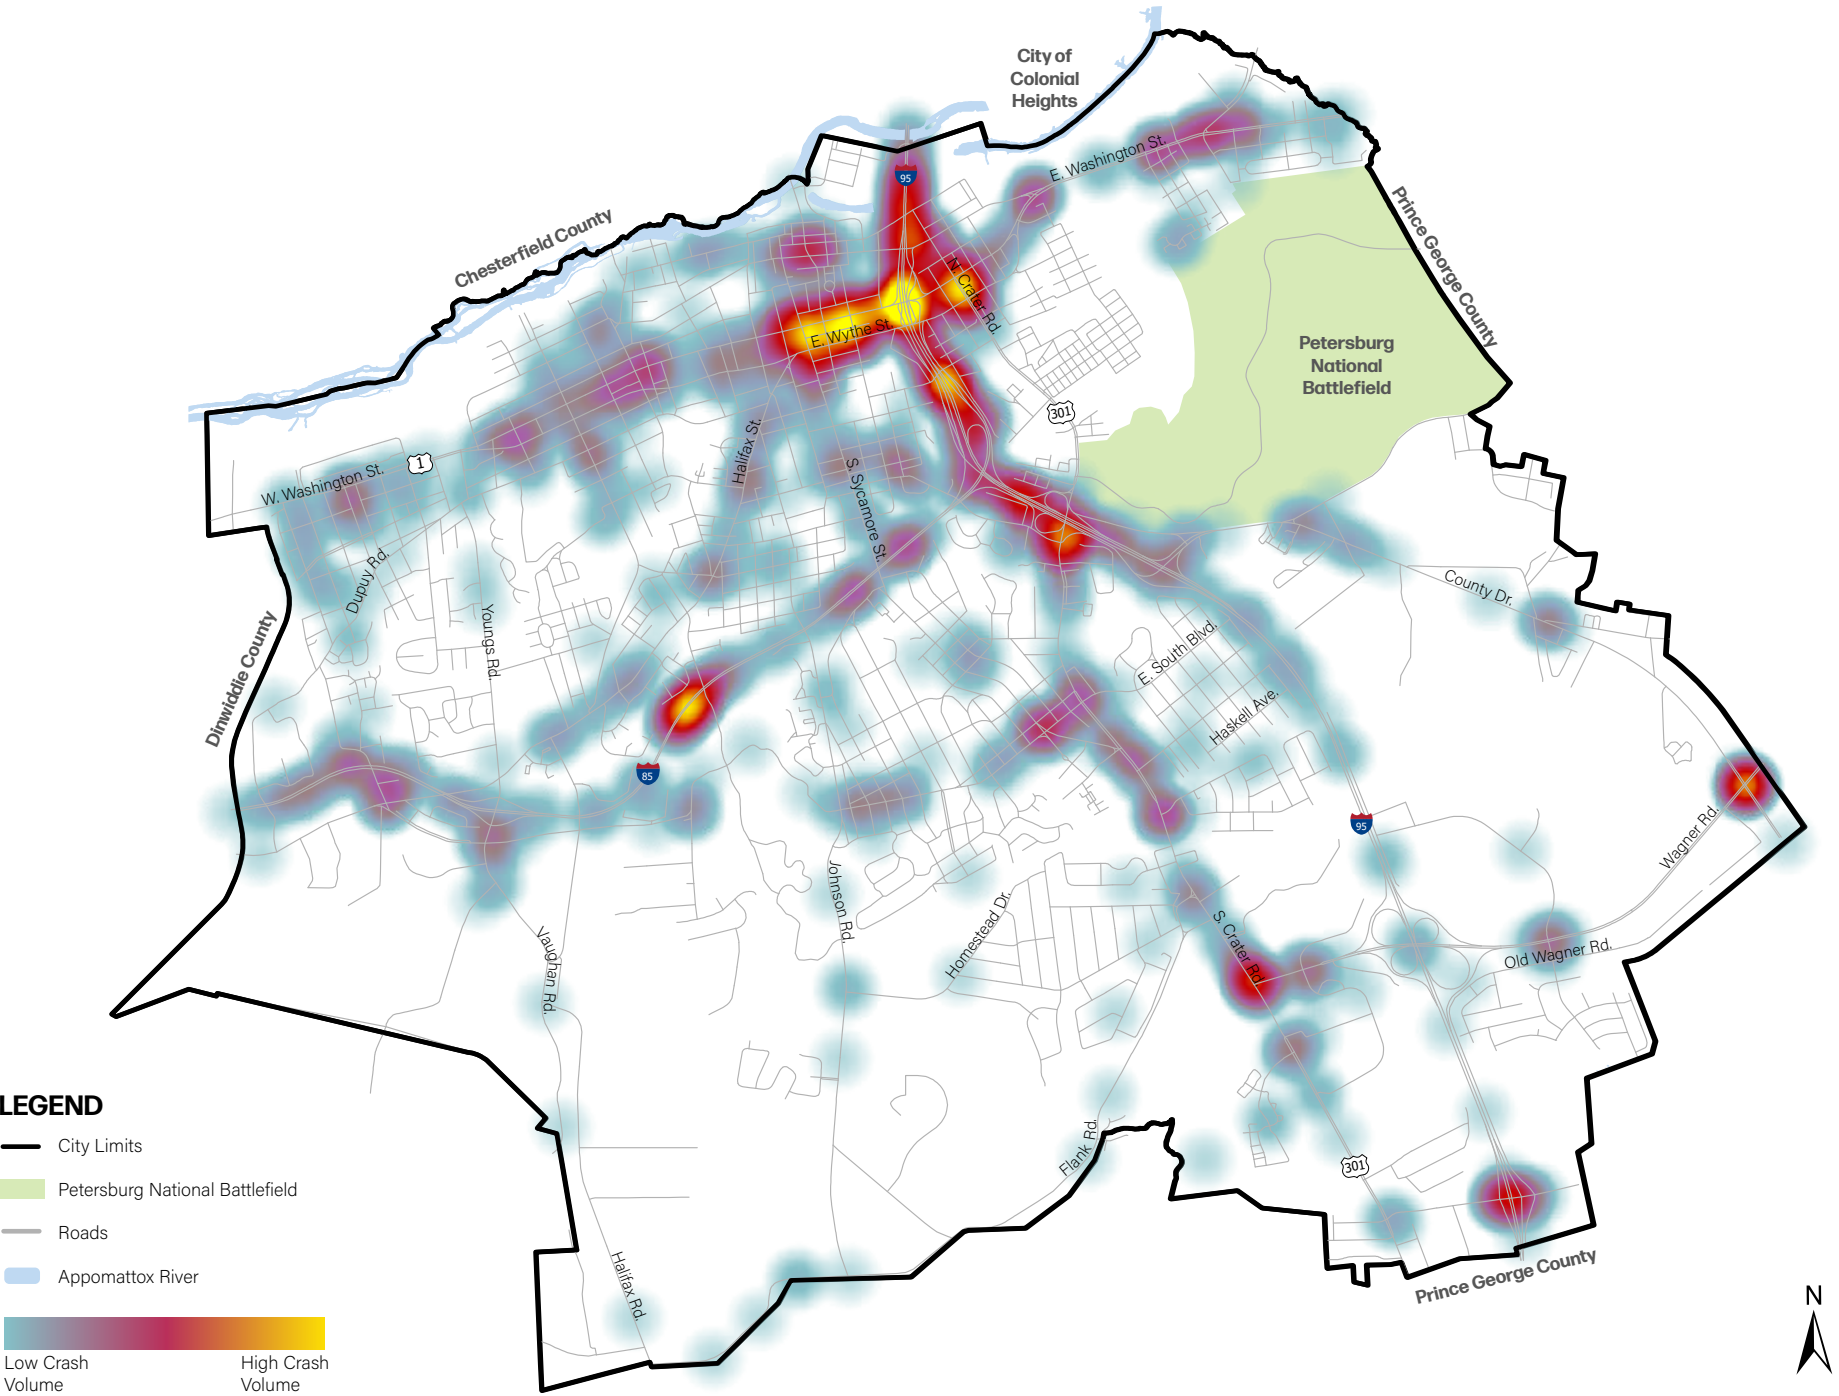 City of
Colonial
Heights
E. Washington St.
95
Chesterfield County
Prince George County
N. Crater Rd.
E. Wythe St.
Petersburg
National
Battlefield
301
Halifax St.
1
W. Washington St.
S. Sycamore St.
Dupuy Rd.
County Dr.
Youngs Rd.
E. South Blvd.
Dinwiddie County
Haskell Ave.
85
95
Wagner Rd.
Johnson Rd.
Homestead Dr.
S. Crater Rd.
Old Wagner Rd.
Vaughan Rd.
Flank Rd.
301
Halifax Rd.
Prince George County
LEGEND
City Limits
Petersburg National Battlefield
Roads
Appomattox River
Low Crash
Volume
High Crash
Volume
N